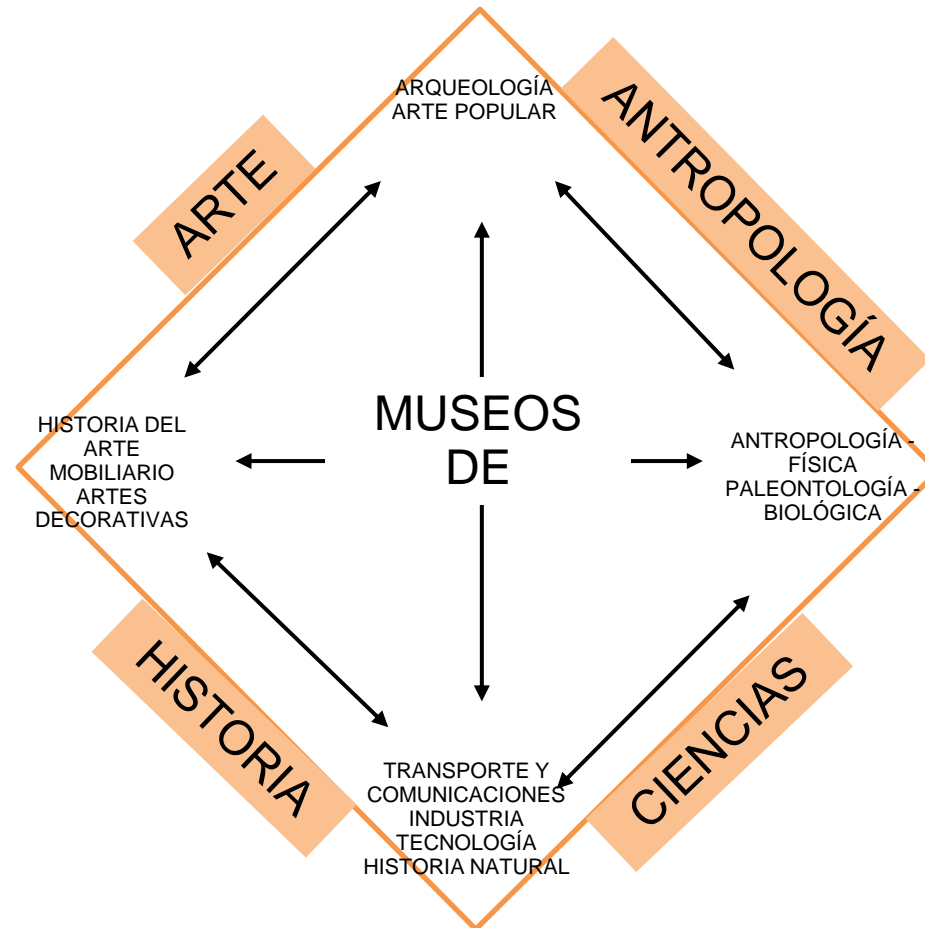 ARQUEOLOGÍA
ARTE POPULAR
ARTE
ANTROPOLOGÍA
MUSEOS
DE
HISTORIA DEL
ARTE
MOBILIARIO
ARTES
DECORATIVAS
ANTROPOLOGÍA -
FÍSICA
PALEONTOLOGÍA -
BIOLÓGICA
HISTORIA
CIENCIAS
TRANSPORTE Y
COMUNICACIONES
INDUSTRIA
TECNOLOGÍA
HISTORIA NATURAL